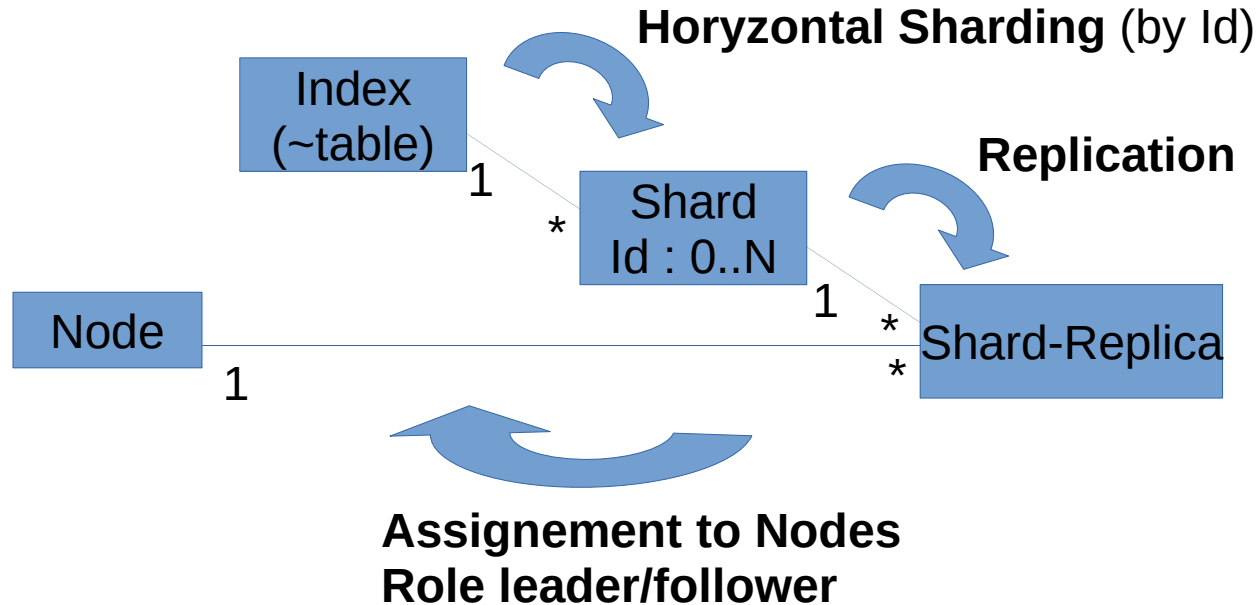 Horyzontal Sharding (by Id)
Index
(~table)
1
*
Shard
Id : 0..N
Replication
1
*
Node
1
*
Shard-Replica
Assignement to Nodes
Role leader/follower